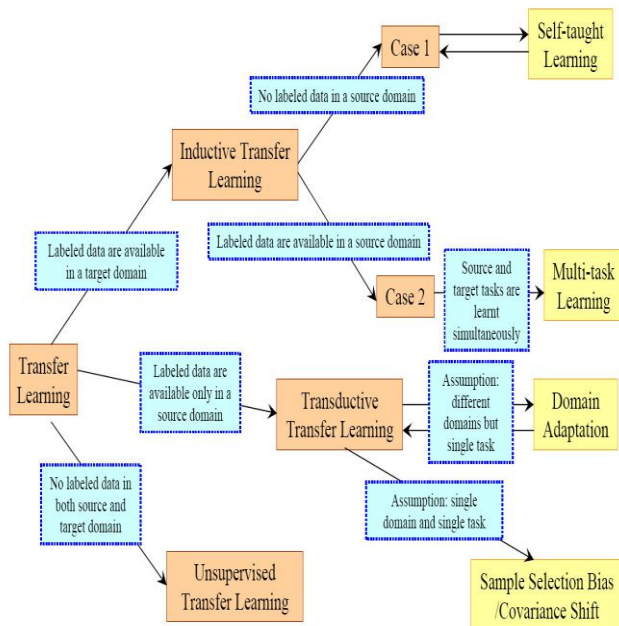 Case 1
Self-taught
Learning
No labeled data in a source domain
Inductive Transfer
Learning
Labeled data are available
in a target domain
Labeled data are available in a source domain
Case 2
Source and
target tasks are
learnt
simultaneously
Multi-task
Learning
Transfer
Learning
Labeled data are
available only in a
source domain
Transductive
Transfer Learning
Assumption:
different
domains but
single task
Domain
Adaptation
No labeled data in
both source and
target domain
Assumption: single
domain and single task
Unsupervised
Transfer Learning
Sample Selection Bias
/Covariance Shift